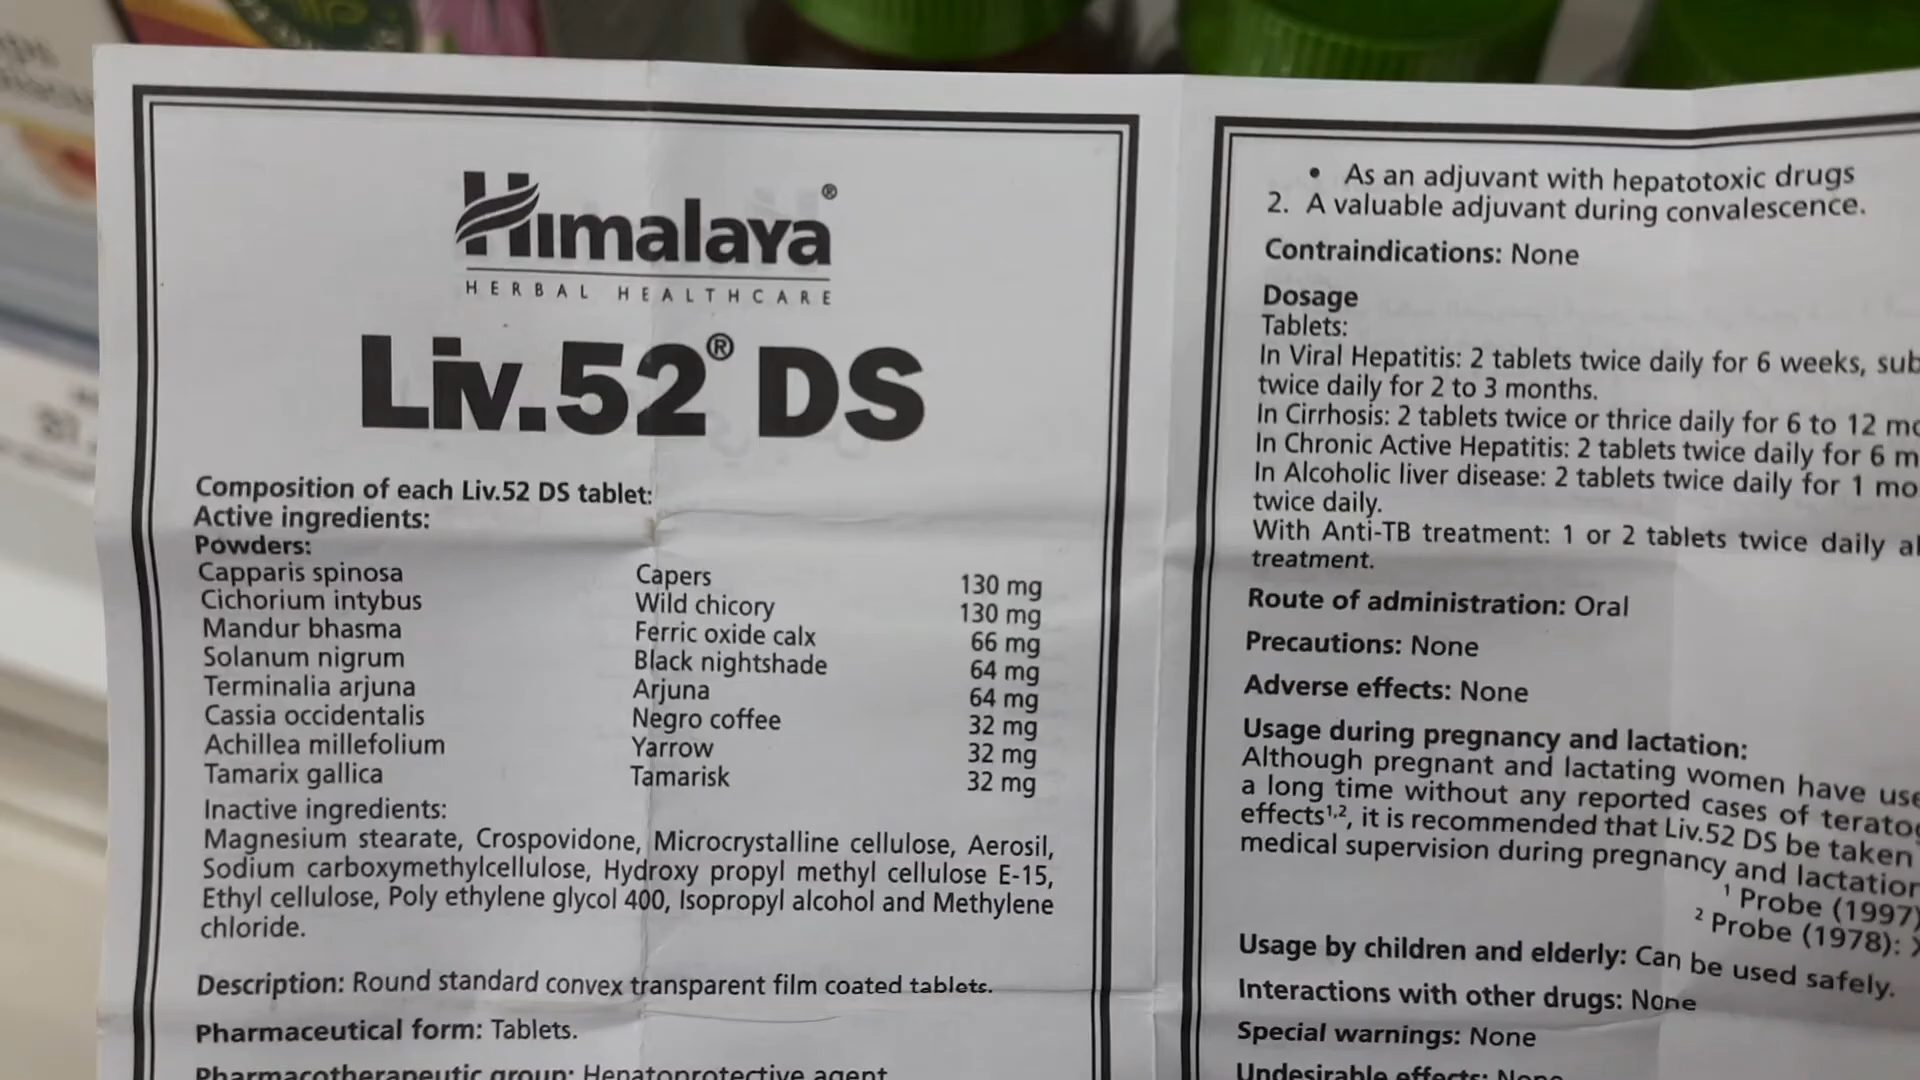 Himalaya®
HERBAL HEALTHCARE
Liv.52® DS
Composition of each Liv.52 DS tablet:
Active ingredients:
Powders:
Capparis spinosa Capers 130 mg
Cichorium intybus Wild chicory 130 mg
Mandur bhasma Ferric oxide calx 66 mg
Solanum nigrum Black nightshade 64 mg
Terminalia arjuna Arjuna 64 mg
Cassia occidentalis Negro coffee 32 mg
Achillea millefolium Yarrow 32 mg
Tamarix gallica Tamarisk 32 mg
Inactive ingredients:
Magnesium stearate, Crospovidone, Microcrystalline cellulose, Aerosil,
Sodium carboxymethylcellulose, Hydroxy propyl methyl cellulose E-15,
Ethyl cellulose, Poly ethylene glycol 400, Isopropyl alcohol and Methylene
chloride.
Description: Round standard convex transparent film coated tablets.
Pharmaceutical form: Tablets.
Pharmacotherapeutic group: Hepatoprotective agent
• As an adjuvant with hepatotoxic drugs
2. A valuable adjuvant during convalescence.
Contraindications: None
Dosage
Tablets:
In Viral Hepatitis: 2 tablets twice daily for 6 weeks,
twice daily for 2 to 3 months.
In Cirrhosis: 2 tablets twice or thrice daily for 6 to 12
In Chronic Active Hepatitis: 2 tablets twice daily for 6
In Alcoholic liver disease: 2 tablets twice daily for 1
twice daily.
With Anti-TB treatment: 1 or 2 tablets twice daily
treatment.
Route of administration: Oral
Precautions: None
Adverse effects: None
Usage during pregnancy and lactation:
Although pregnant and lactating women have
a long time without any reported cases of
effects1,2, it is recommended that Liv.52 DS be taken
medical supervision during pregnancy and lactation
1 Probe (1997)
2 Probe (1978):
Usage by children and elderly: Can be used safely.
Interactions with other drugs: None
Special warnings: None
Undesirable effects: None